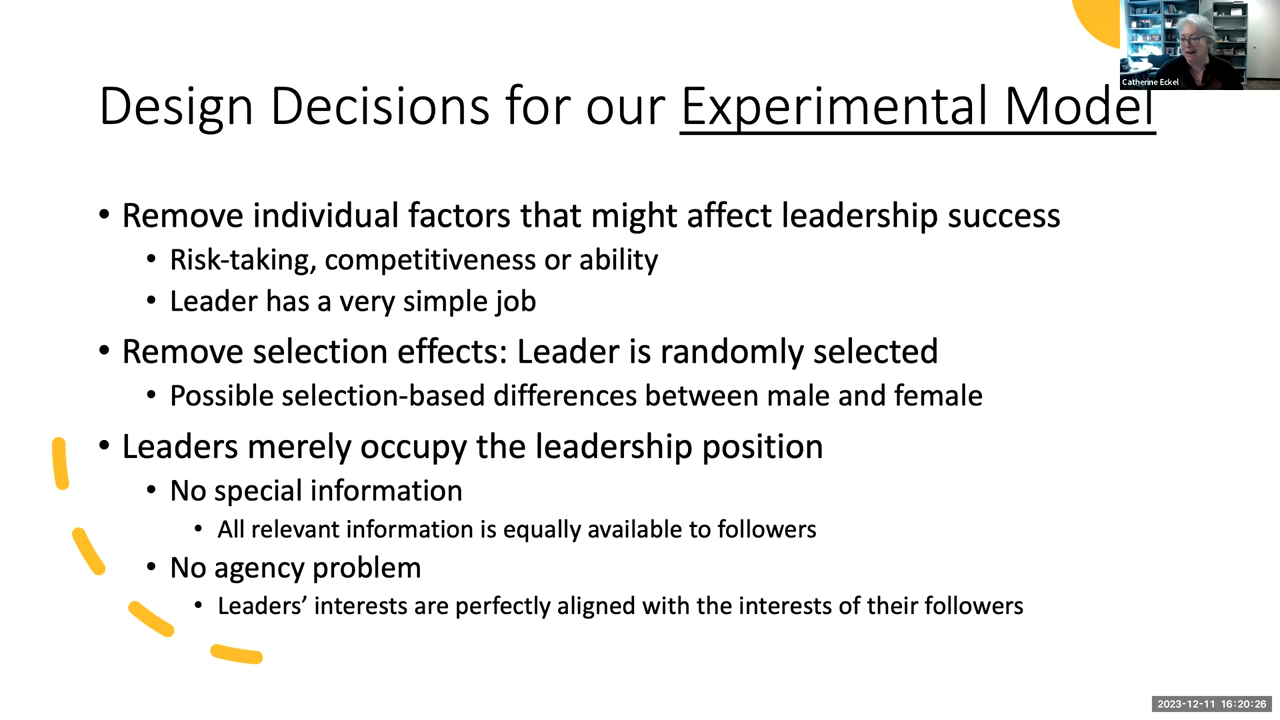 Catherine Eckel
Design Decisions for our Experimental Model
• Remove individual factors that might affect leadership success
• Risk-taking, competitiveness or ability
• Leader has a very simple job
• Remove selection effects: Leader is randomly selected
• Possible selection-based differences between male and female
• Leaders merely occupy the leadership position
• No special information
• All relevant information is equally available to followers
• No agency problem
• Leaders’ interests are perfectly aligned with the interests of their followers
2023-12-11 16:20:26